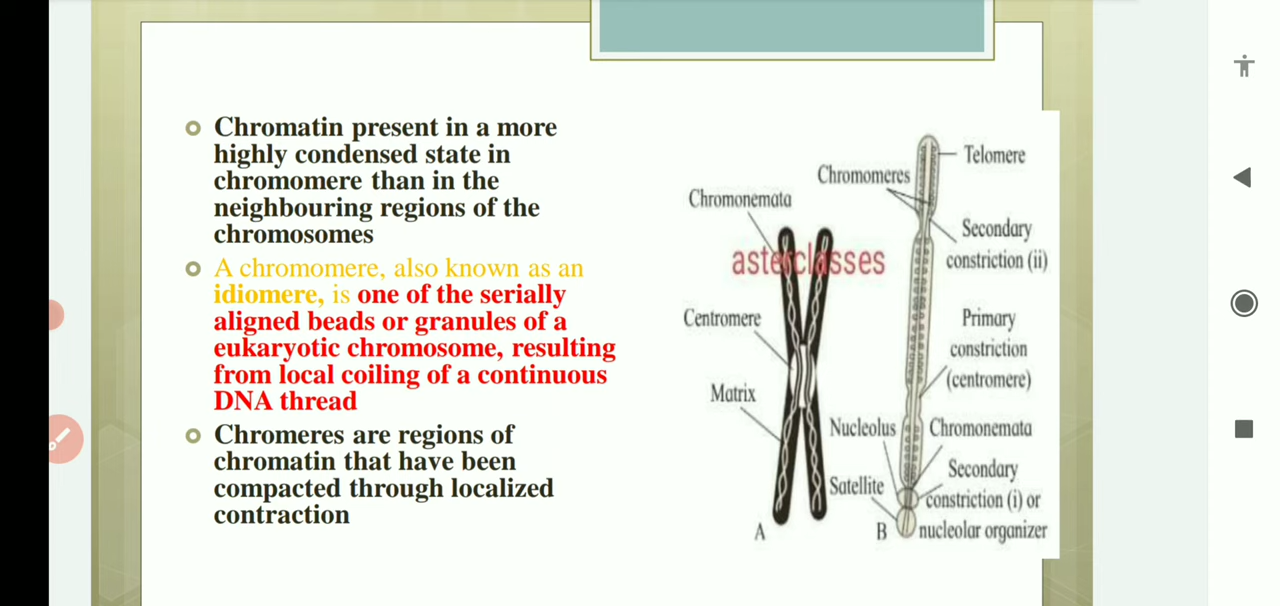 Chromatin present in a more
highly condensed state in
chromomere than in the
neighbouring regions of the
chromosomes
A chromomere, also known as an
idiomere, is one of the serially
aligned beads or granules of a
eukaryotic chromosome, resulting
from local coiling of a continuous
DNA thread
Chromeres are regions of
chromatin that have been
compacted through localized
contraction
Chromonemata
asterclasses
Centromere
Matrix
A
Chromomeres
Telomere
Secondary
constriction (ii)
Primary
constriction
(centromere)
Nucleolus
Chromonemata
Satellite
Secondary
constriction (i) or
nucleolar organizer
B